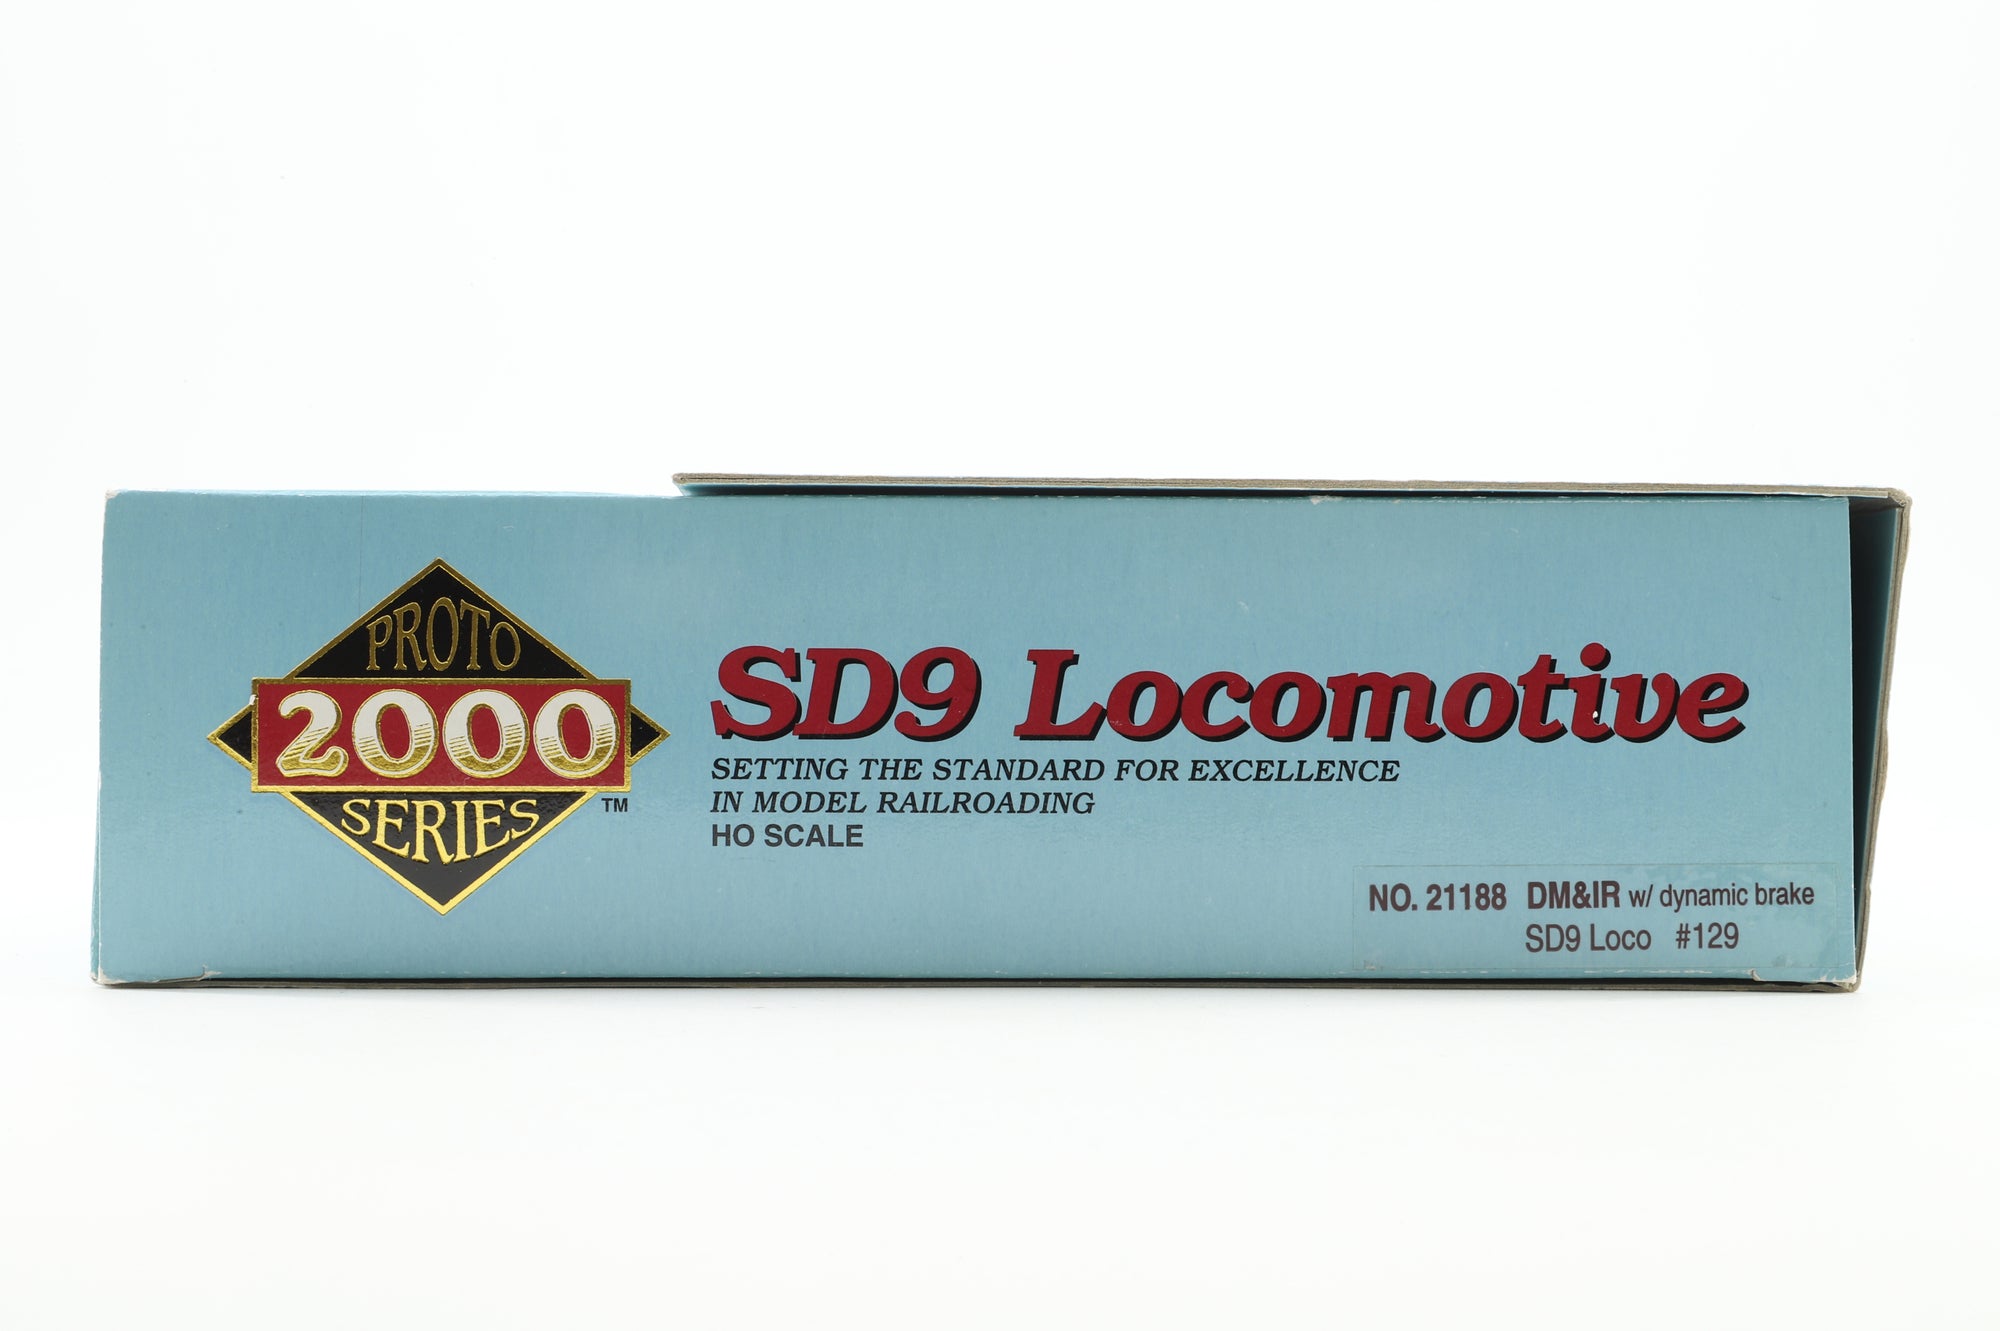 PROTO
2000
SERIES
TM
SD9 Locomotive
SETTING THE STANDARD FOR EXCELLENCE
IN MODEL RAILROADING
HO SCALE
NO. 21188 DM&IR w/ dynamic brake
SD9 Loco #129